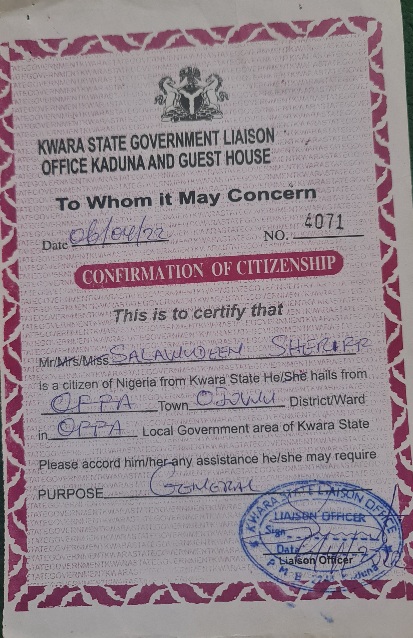 KWARA STATE GOVERNMENT LIAISON
OFFICE KADUNA AND GUEST HOUSE
To Whom it May Concern
Date 06/04/22 NO. 4071
CONFIRMATION OF CITIZENSHIP
This is to certify that
Mr/Mrs/Miss SALAWUDEEN SHERIFF
is a citizen of Nigeria from Kwara State He/She hails from
OFFA Town OJOWU District/Ward
in OFFA Local Government area of Kwara State
Please accord him/her any assistance he/she may require
PURPOSE GENERAL
KWARA STATE LIAISON OFFICE
LIAISON OFFICER
Sign
Date
Liaison Officer
P.M.B. Kaduna